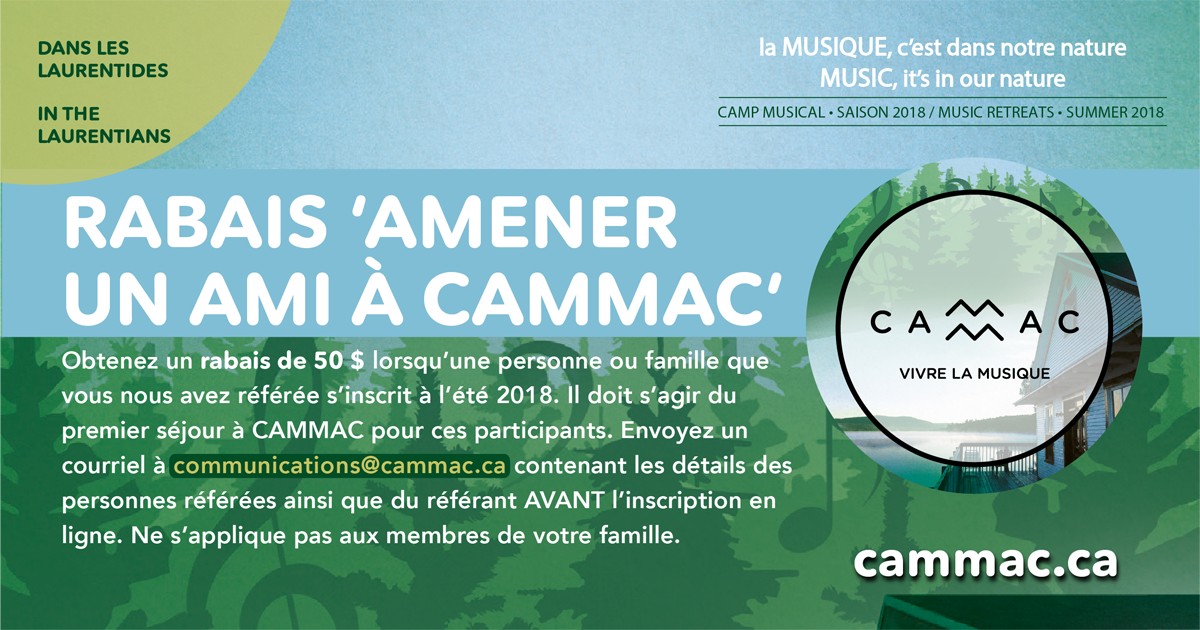 DANS LES
LAURENTIDES
IN THE
LAURENTIANS
la MUSIQUE, c’est dans notre nature
MUSIC, it’s in our nature
CAMP MUSICAL • SAISON 2018 / MUSIC RETREATS • SUMMER 2018
RABAIS ‘AMENER
UN AMI À CAMMAC’
Obtenez un rabais de 50 $ lorsqu’une personne ou famille que
vous nous avez référée s’inscrit à l’été 2018. Il doit s’agir du
premier séjour à CAMMAC pour ces participants. Envoyez un
courriel à communications@cammac.ca contenant les détails des
personnes référées ainsi que du référant AVANT l’inscription en
ligne. Ne s’applique pas aux membres de votre famille.
CAMMAC
VIVRE LA MUSIQUE
cammac.ca